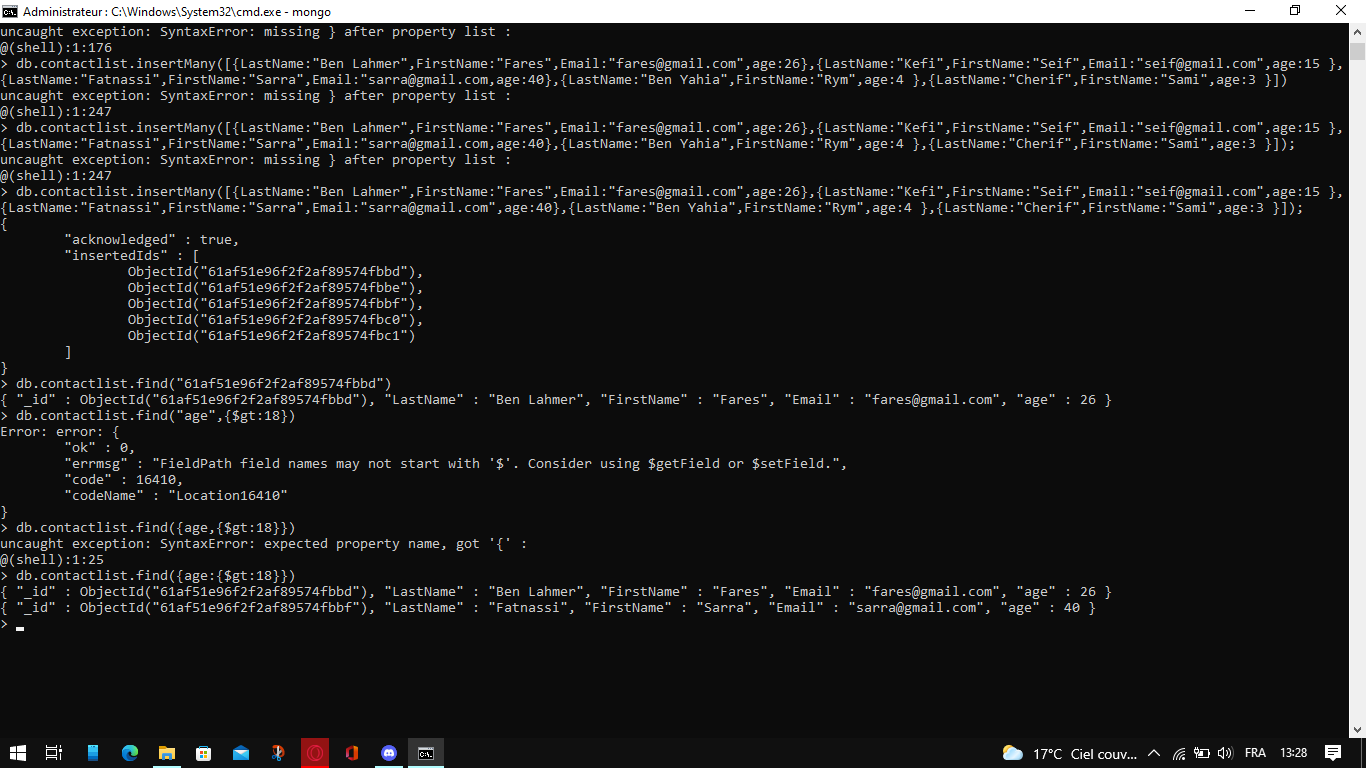 Administrateur : C:\Windows\System32\cmd.exe - mongo
uncaught exception: SyntaxError: missing } after property list :
@(shell):1:176
> db.contactlist.insertMany([{LastName:"Ben Lahmer",FirstName:"Fares",Email:"fares@gmail.com",age:26},{LastName:"Kefi",FirstName:"Seif",Email:"seif@gmail.com",age:15 },
{LastName:"Fatnassi",FirstName:"Sarra",Email:"sarra@gmail.com,age:40},{LastName:"Ben Yahia",FirstName:"Rym",age:4 },{LastName:"Cherif",FirstName:"Sami",age:3 }])
uncaught exception: SyntaxError: missing } after property list :
@(shell):1:247
> db.contactlist.insertMany([{LastName:"Ben Lahmer",FirstName:"Fares",Email:"fares@gmail.com",age:26},{LastName:"Kefi",FirstName:"Seif",Email:"seif@gmail.com",age:15 },
{LastName:"Fatnassi",FirstName:"Sarra",Email:"sarra@gmail.com,age:40},{LastName:"Ben Yahia",FirstName:"Rym",age:4 },{LastName:"Cherif",FirstName:"Sami",age:3 }]);
uncaught exception: SyntaxError: missing } after property list :
@(shell):1:247
> db.contactlist.insertMany([{LastName:"Ben Lahmer",FirstName:"Fares",Email:"fares@gmail.com",age:26},{LastName:"Kefi",FirstName:"Seif",Email:"seif@gmail.com",age:15 },
{LastName:"Fatnassi",FirstName:"Sarra",Email:"sarra@gmail.com",age:40},{LastName:"Ben Yahia",FirstName:"Rym",age:4 },{LastName:"Cherif",FirstName:"Sami",age:3 }]);
{
"acknowledged" : true,
"insertedIds" : [
ObjectId("61af51e96f2f2af89574fbbd"),
ObjectId("61af51e96f2f2af89574fbbe"),
ObjectId("61af51e96f2f2af89574fbbf"),
ObjectId("61af51e96f2f2af89574fbc0"),
ObjectId("61af51e96f2f2af89574fbc1")
]
}
> db.contactlist.find("61af51e96f2f2af89574fbbd")
{ "_id" : ObjectId("61af51e96f2f2af89574fbbd"), "LastName" : "Ben Lahmer", "FirstName" : "Fares", "Email" : "fares@gmail.com", "age" : 26 }
> db.contactlist.find("age",{$gt:18})
Error: error: {
"ok" : 0,
"errmsg" : "FieldPath field names may not start with '$'. Consider using $getField or $setField.",
"code" : 16410,
"codeName" : "Location16410"
}
> db.contactlist.find({age,{$gt:18}})
uncaught exception: SyntaxError: expected property name, got '{' :
@(shell):1:25
> db.contactlist.find({age:{$gt:18}})
{ "_id" : ObjectId("61af51e96f2f2af89574fbbd"), "LastName" : "Ben Lahmer", "FirstName" : "Fares", "Email" : "fares@gmail.com", "age" : 26 }
{ "_id" : ObjectId("61af51e96f2f2af89574fbbf"), "LastName" : "Fatnassi", "FirstName" : "Sarra", "Email" : "sarra@gmail.com", "age" : 40 }
>
17°C Ciel couv... FRA 13:28